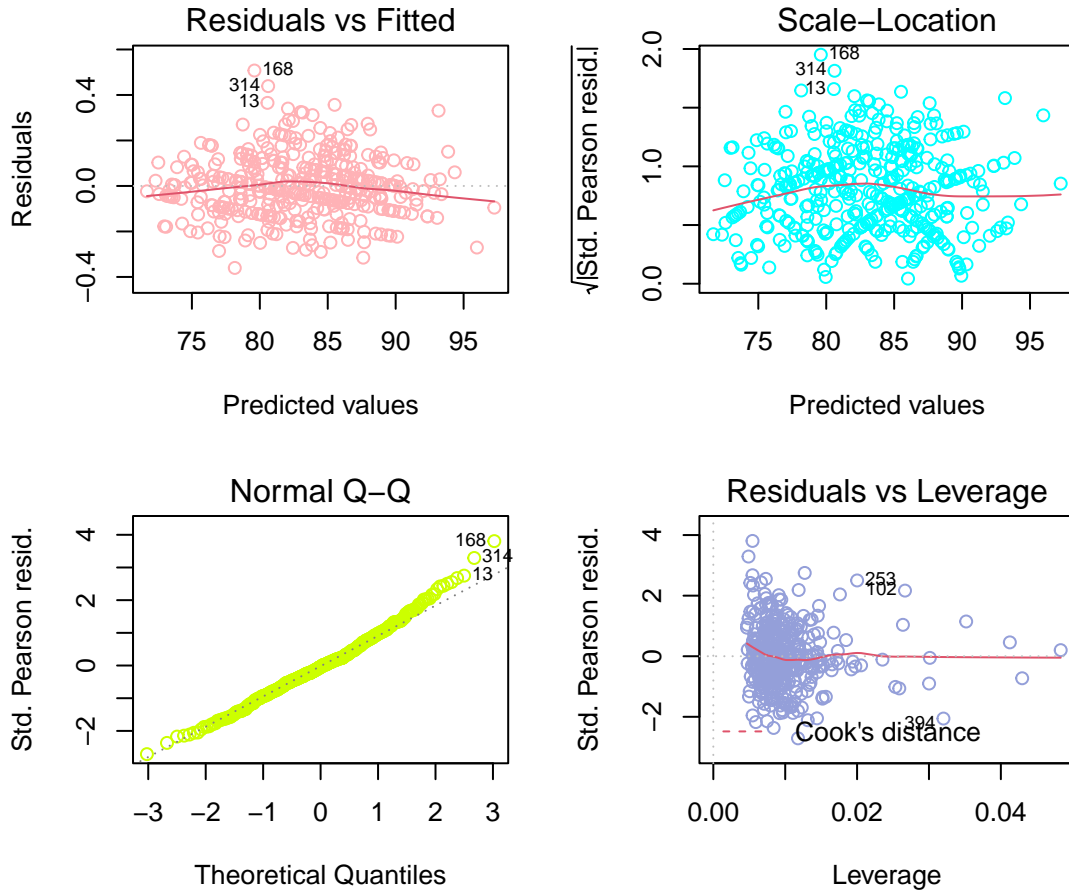 Residuals vs Fitted
Residuals
−0.4 0.0 0.4
168
314
13
75 80 85 90 95
Predicted values
Scale−Location
√|Std. Pearson resid.|
0.0 1.0 2.0
168
314
13
75 80 85 90 95
Predicted values
Normal Q−Q
Std. Pearson resid.
−2 0 2 4
168
314
13
−3 −2 −1 0 1 2 3
Theoretical Quantiles
Residuals vs Leverage
Std. Pearson resid.
−2 0 2 4
253
102
394
Cook's distance
0.00 0.02 0.04
Leverage